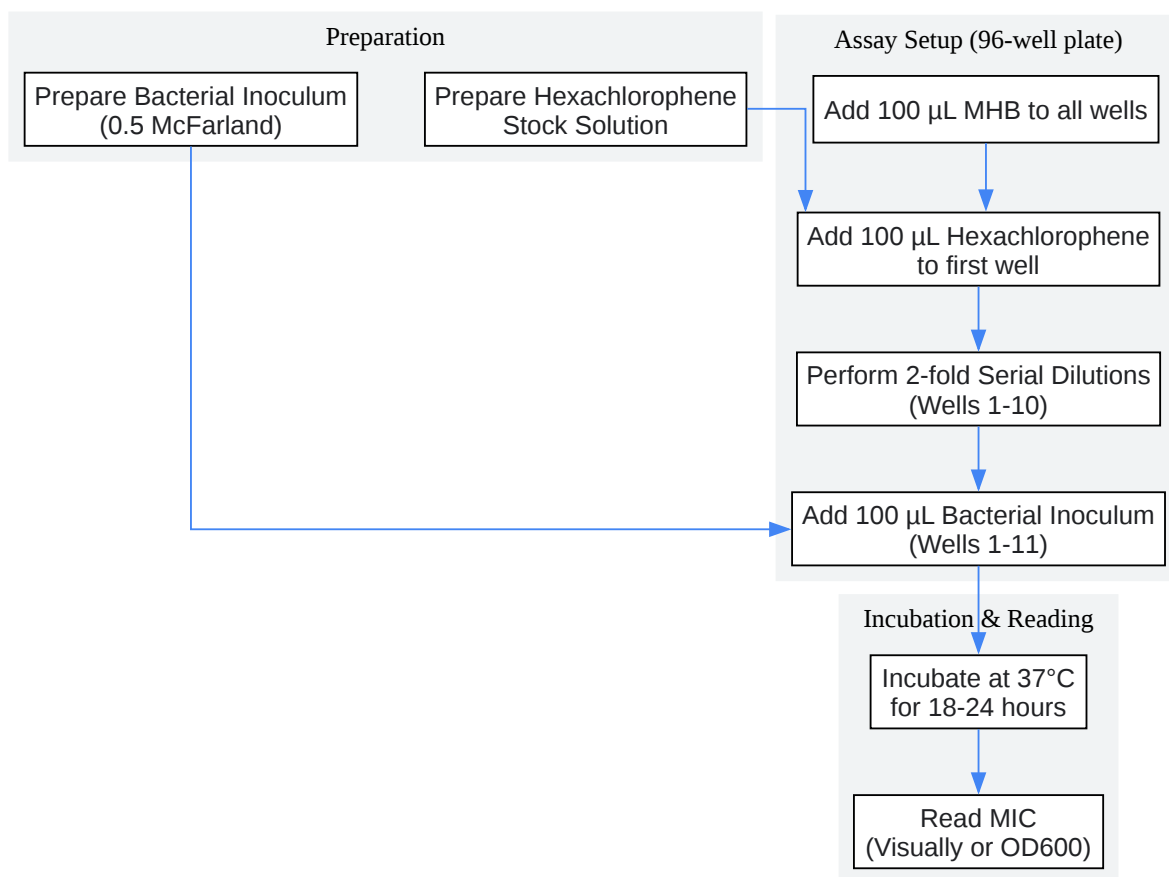 Preparation
Prepare Bacterial Inoculum
(0.5 McFarland)
Prepare Hexachlorophene
Stock Solution
Assay Setup (96-well plate)
Add 100 µL MHB to all wells
Add 100 µL Hexachlorophene
to first well
Perform 2-fold Serial Dilutions
(Wells 1-10)
Add 100 µL Bacterial Inoculum
(Wells 1-11)
Incubation & Reading
Incubate at 37°C
for 18-24 hours
Read MIC
(Visually or OD600)